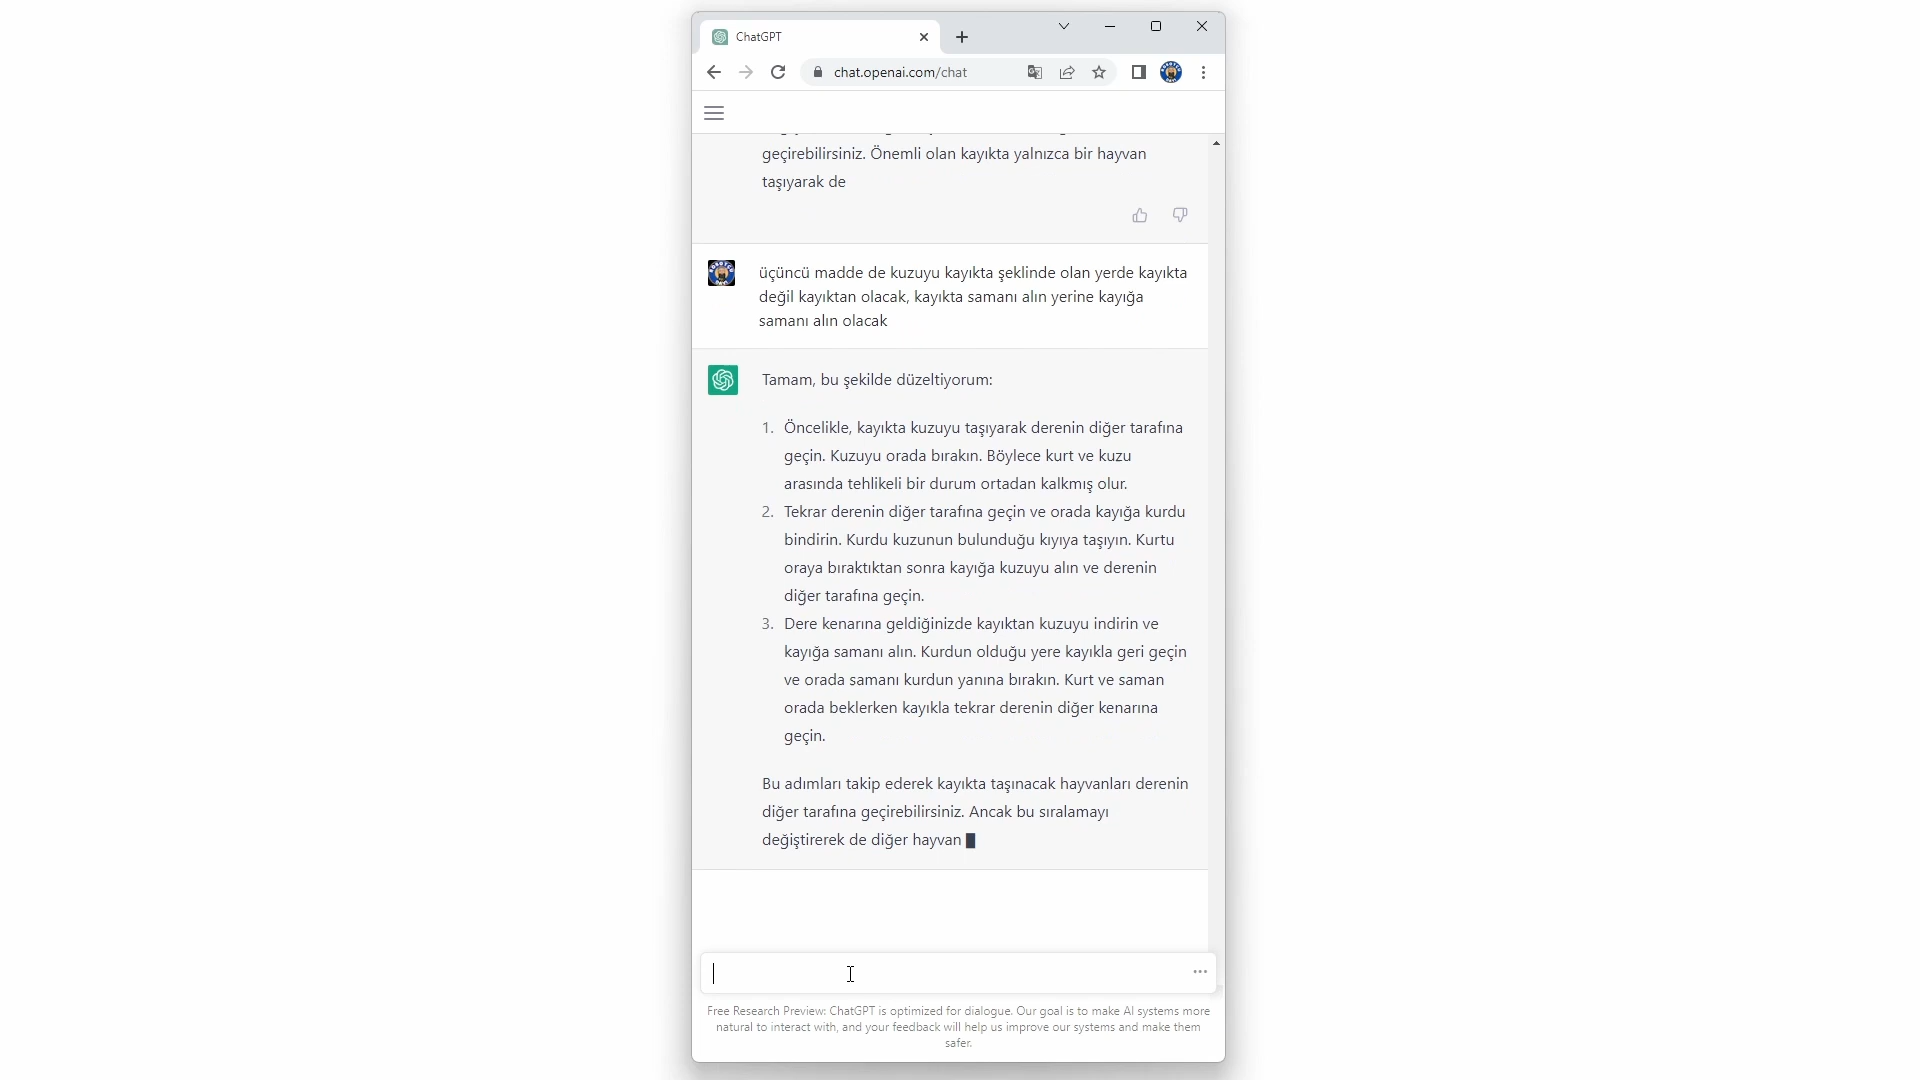 ChatGPT
chat.openai.com/chat
geçirebilirsiniz. Önemli olan kayıkta yalnızca bir hayvan
taşıyarak de
üçüncü madde de kuzuyu kayıkta şeklinde olan yerde kayıkta
değil kayıktan olacak, kayıkta samanı alın yerine kayığa
samanı alın olacak
Tamam, bu şekilde düzeltiyorum:
1. Öncelikle, kayıkta kuzuyu taşıyarak derenin diğer tarafına
geçin. Kuzuyu orada bırakın. Böylece kurt ve kuzu
arasında tehlikeli bir durum ortadan kalkmış olur.
2. Tekrar derenin diğer tarafına geçin ve orada kayığa kurdu
bindirin. Kurdu kuzunun bulunduğu kıyıya taşıyın. Kurtu
oraya bıraktıktan sonra kayığa kuzuyu alın ve derenin
diğer tarafına geçin.
3. Dere kenarına geldiğinizde kayıktan kuzuyu indirin ve
kayığa samanı alın. Kurdun olduğu yere kayıkla geri geçin
ve orada samanı kurdun yanına bırakın. Kurt ve saman
orada beklerken kayıkla tekrar derenin diğer kenarına
geçin.
Bu adımları takip ederek kayıkta taşınacak hayvanları derenin
diğer tarafına geçirebilirsiniz. Ancak bu sıralamayı
değiştirerek de diğer hayvan
Free Research Preview: ChatGPT is optimized for dialogue. Our goal is to make AI systems more
natural to interact with, and your feedback will help us improve our systems and make them
safer.